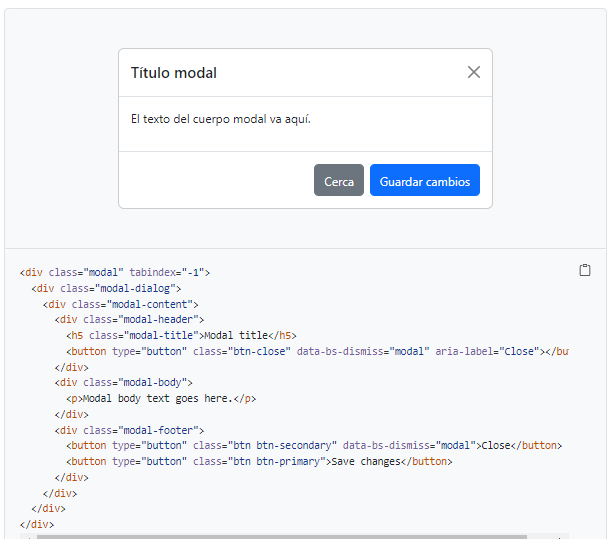 Título modal
El texto del cuerpo modal va aquí.
Cerca Guardar cambios
<div class="modal" tabindex="-1">
  <div class="modal-dialog">
    <div class="modal-content">
      <div class="modal-header">
        <h5 class="modal-title">Modal title</h5>
        <button type="button" class="btn-close" data-bs-dismiss="modal" aria-label="Close"></bu
      </div>
      <div class="modal-body">
        <p>Modal body text goes here.</p>
      </div>
      <div class="modal-footer">
        <button type="button" class="btn btn-secondary" data-bs-dismiss="modal">Close</button>
        <button type="button" class="btn btn-primary">Save changes</button>
      </div>
    </div>
  </div>
</div>